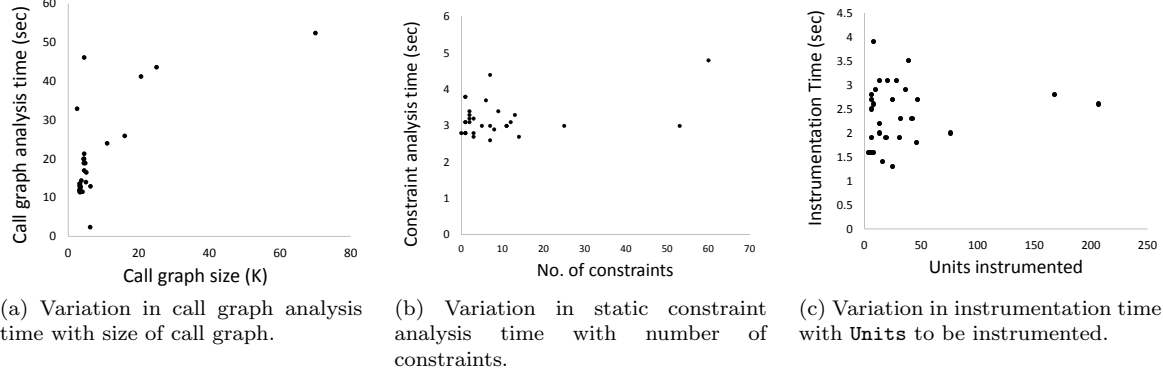 60
50
40
30
20
10
0
0 20 40 60 80
Call graph analysis time (sec)
Call graph size (K)
(a) Variation in call graph analysis
time with size of call graph.
6
5
4
3
2
1
0
0 10 20 30 40 50 60 70
Constraint analysis time (sec)
No. of constraints
(b) Variation in static constraint
analysis time with number of
constraints.
4.5
4
3.5
3
2.5
2
1.5
1
0.5
0
0 50 100 150 200 250
Instrumentation Time (sec)
Units instrumented
(c) Variation in instrumentation time
with Units to be instrumented.